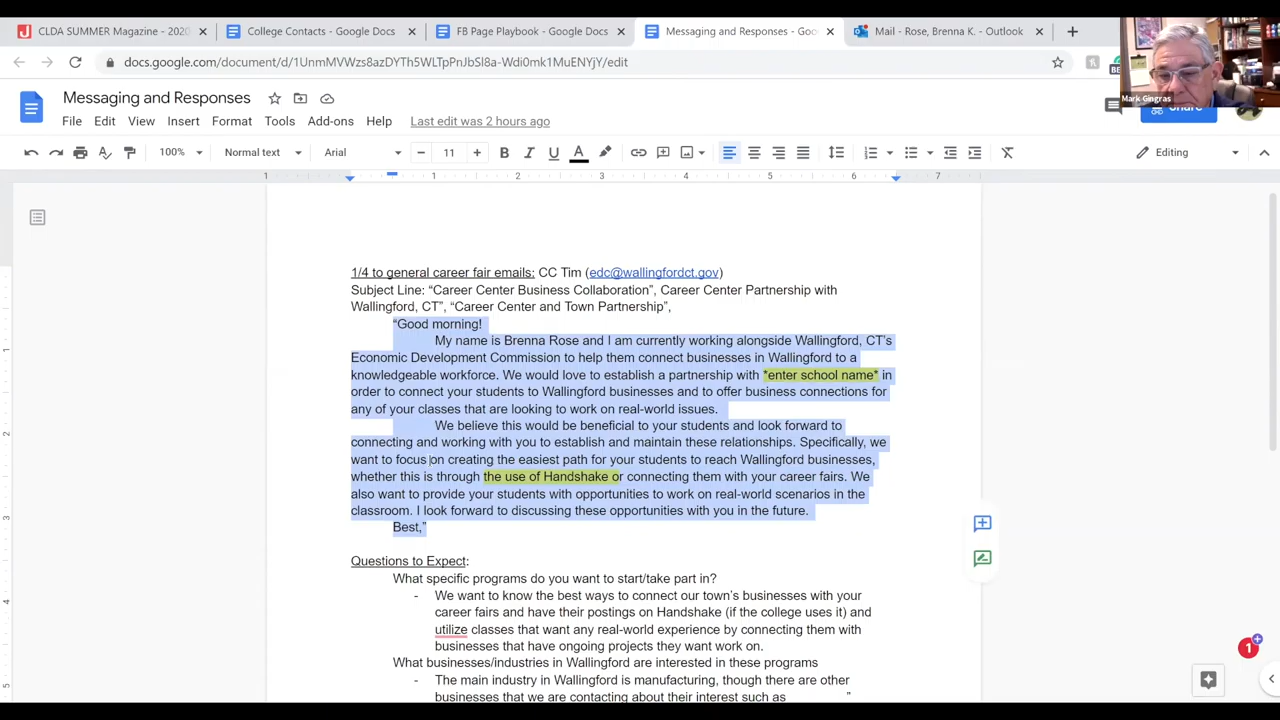 CLDA SUMMER Magazine - 2020
College Contacts - Google Docs
FB Page Playbook - Google Docs
Messaging and Responses - Goo
Mail - Rose, Brenna K. - Outlook
docs.google.com/document/d/1UnmMVWzs8azDYTh5WLTpPnJbSl8a-Wdi0mk1MuENYjY/edit
Mark Gingras
Messaging and Responses
File Edit View Insert Format Tools Add-ons Help Last edit was 2 hours ago
Share
100% Normal text Arial 11 B I U A Editing
1 1 2 3 4 5 6 7
1/4 to general career fair emails: CC Tim (edc@wallingfordct.gov)
Subject Line: “Career Center Business Collaboration”, Career Center Partnership with
Wallingford, CT”, “Career Center and Town Partnership”,
“Good morning!
My name is Brenna Rose and I am currently working alongside Wallingford, CT’s
Economic Development Commission to help them connect businesses in Wallingford to a
knowledgeable workforce. We would love to establish a partnership with *enter school name* in
order to connect your students to Wallingford businesses and to offer business connections for
any of your classes that are looking to work on real-world issues.
We believe this would be beneficial to your students and look forward to
connecting and working with you to establish and maintain these relationships. Specifically, we
want to focus on creating the easiest path for your students to reach Wallingford businesses,
whether this is through the use of Handshake or connecting them with your career fairs. We
also want to provide your students with opportunities to work on real-world scenarios in the
classroom. I look forward to discussing these opportunities with you in the future.
Best,”
Questions to Expect:
What specific programs do you want to start/take part in?
- We want to know the best ways to connect our town’s businesses with your
career fairs and have their postings on Handshake (if the college uses it) and
utilize classes that want any real-world experience by connecting them with
businesses that have ongoing projects they want work on.
What businesses/industries in Wallingford are interested in these programs
- The main industry in Wallingford is manufacturing, though there are other
businesses that we are contacting about their interest such as ________”
1
2
3
4
5
1